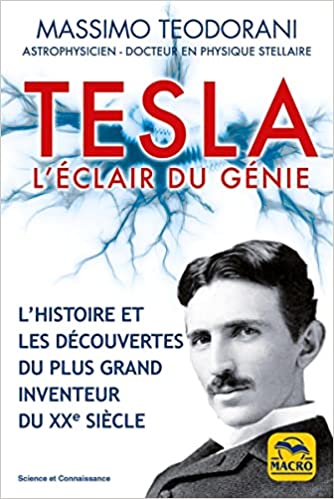 MASSIMO TEODORANI
ASTROPHYSICIEN - DOCTEUR EN PHYSIQUE STELLAIRE
TESLA
L'ÉCLAIR DU GÉNIE
L'HISTOIRE ET
LES DÉCOUVERTES
DU PLUS GRAND
INVENTEUR
DU XXe SIÈCLE
Science et Connaissance
MACRO
ÉDITIONS